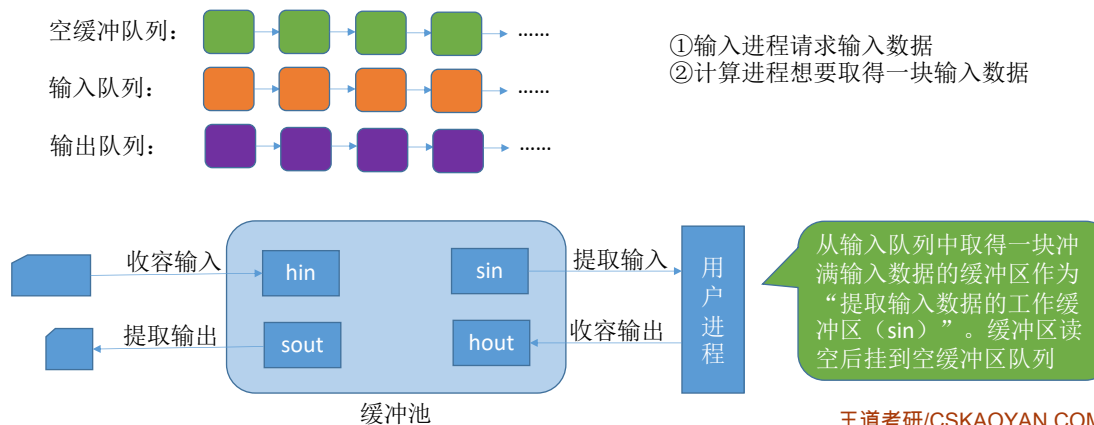 空缓冲队列：
......
输入队列：
......
输出队列：
......
①输入进程请求输入数据
②计算进程想要取得一块输入数据
收容输入
hin
sin
提取输入
提取输出
sout
hout
收容输出
用户进程
缓冲池
从输入队列中取得一块冲
满输入数据的缓冲区作为
“提取输入数据的工作缓
冲区（sin）”。缓冲区读
空后挂到空缓冲区队列
王道考研/CSKAOYAN.COM